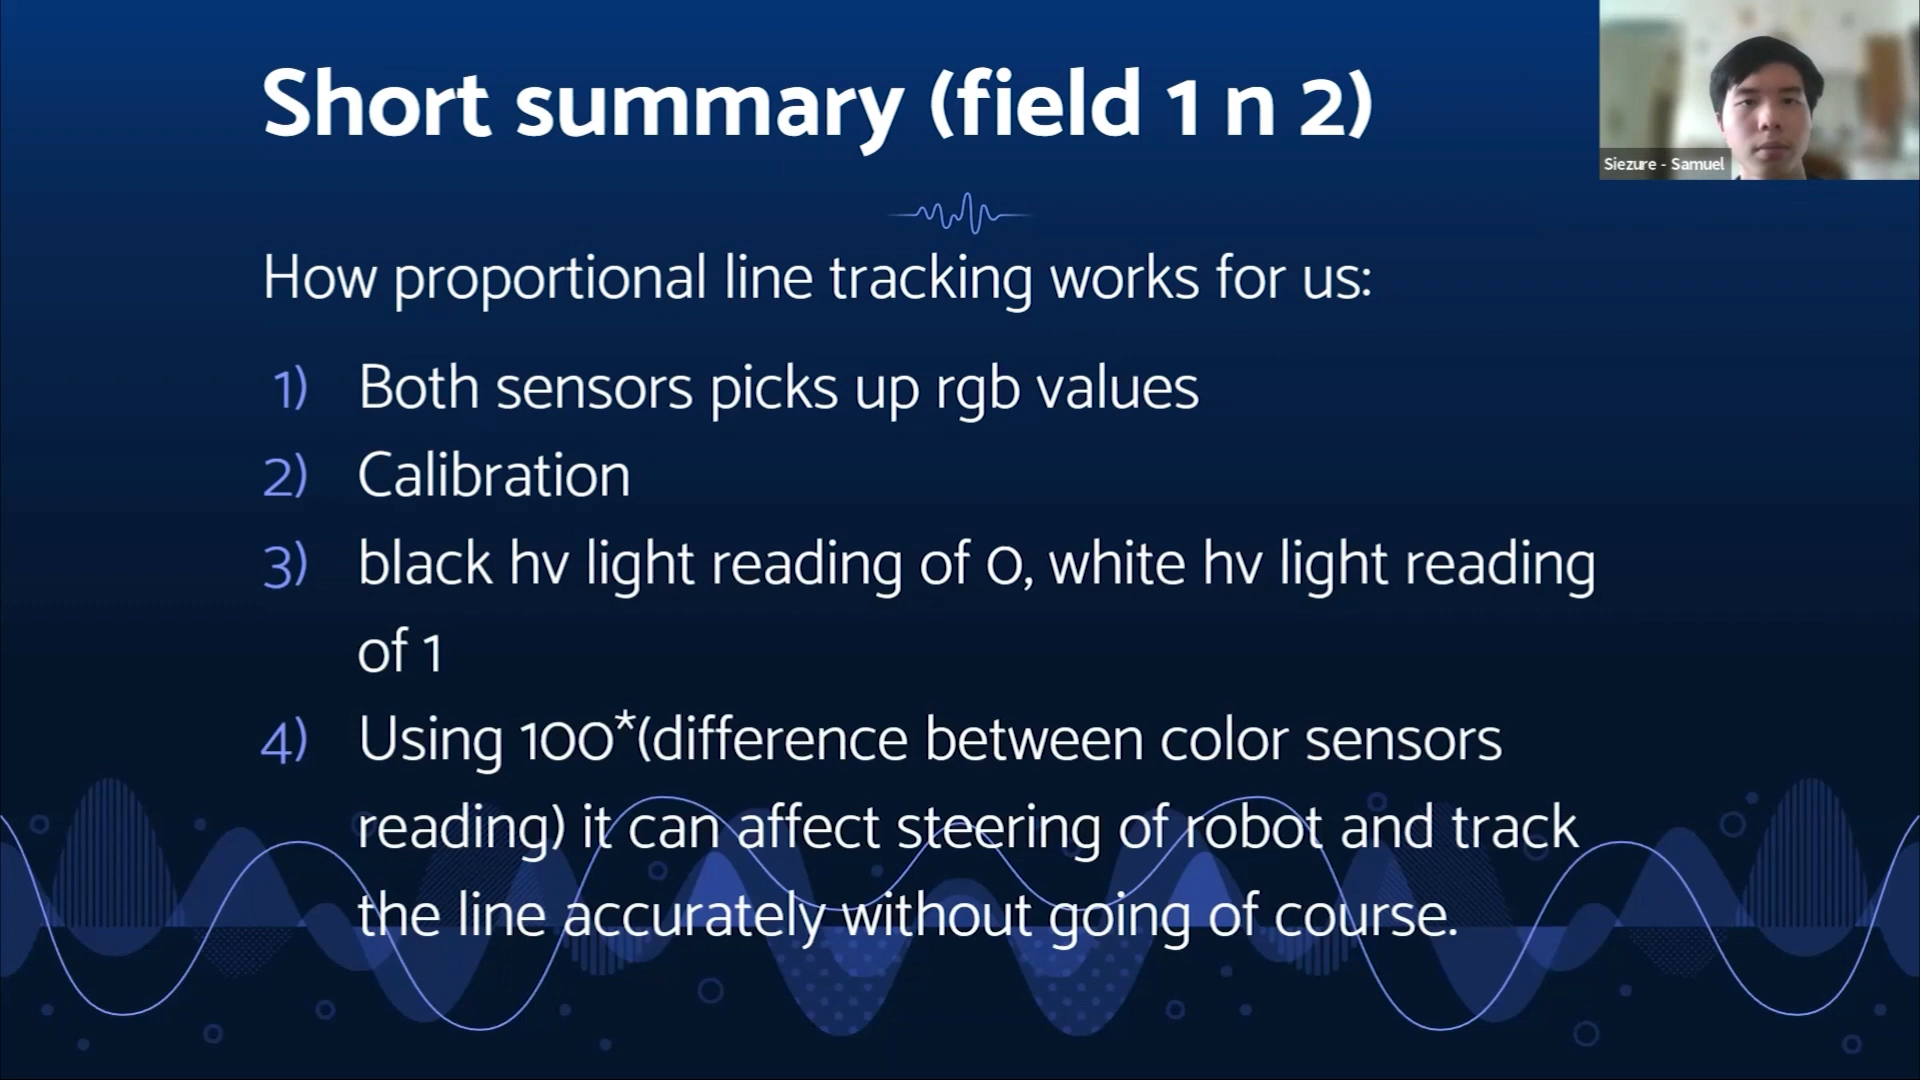 Short summary (field 1 n 2)
Siezure - Samuel
How proportional line tracking works for us:
1) Both sensors picks up rgb values
2) Calibration
3) black hv light reading of 0, white hv light reading
of 1
4) Using 100*(difference between color sensors
reading) it can affect steering of robot and track
the line accurately without going of course.